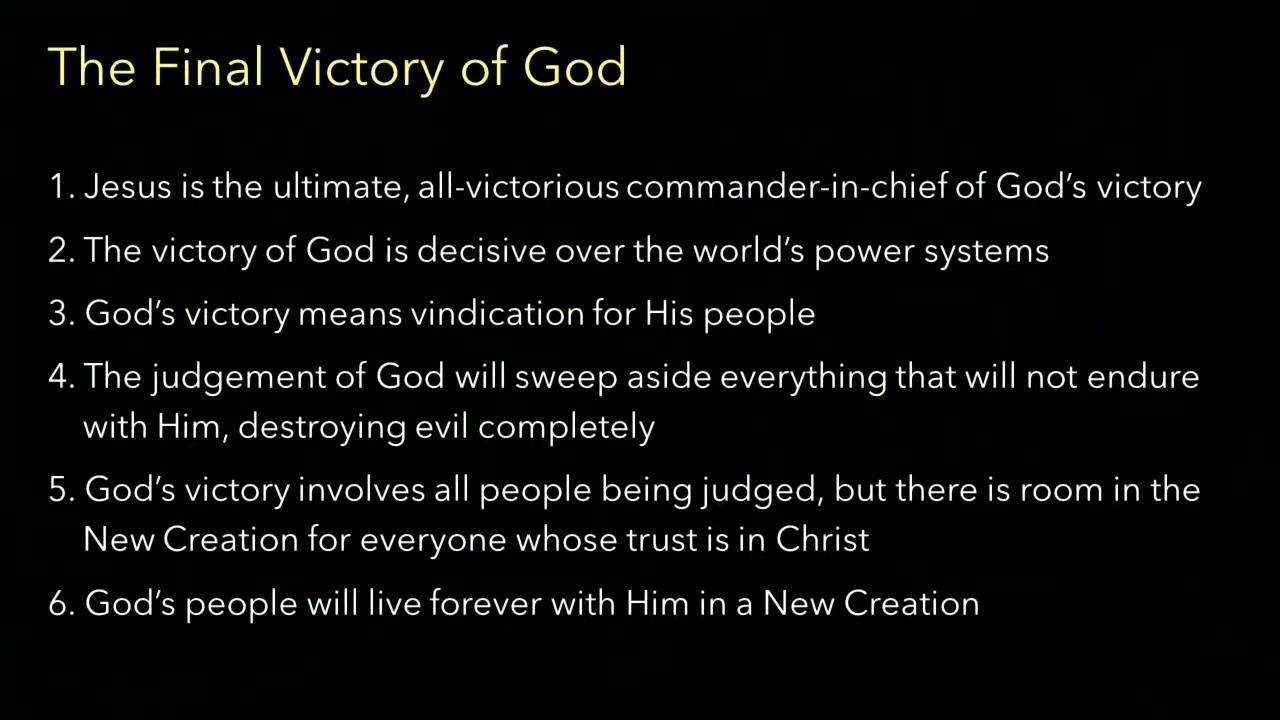 The Final Victory of God
1. Jesus is the ultimate, all-victorious commander-in-chief of God’s victory
2. The victory of God is decisive over the world’s power systems
3. God’s victory means vindication for His people
4. The judgement of God will sweep aside everything that will not endure
with Him, destroying evil completely
5. God’s victory involves all people being judged, but there is room in the
New Creation for everyone whose trust is in Christ
6. God’s people will live forever with Him in a New Creation